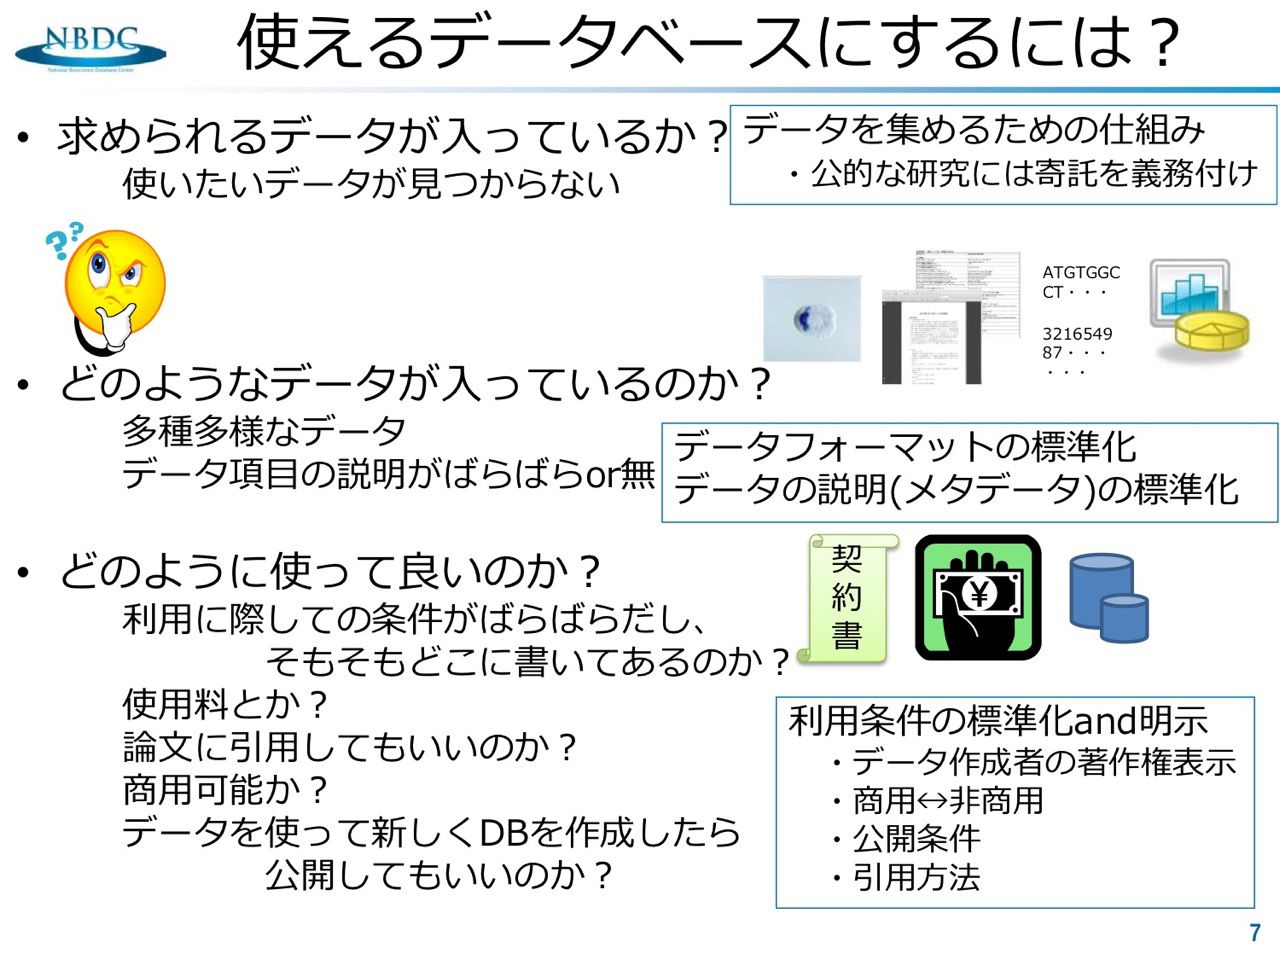 NBDC
National Bioscience Database Center
使えるデータベースにするには？
• 求められるデータが入っているか？
使いたいデータが見つからない
データを集めるための仕組み
・公的な研究には寄託を義務付け
??
ATGTGGC
CT・・・
3216549
87・・・
・・・
• どのようなデータが入っているのか？
多種多様なデータ
データ項目の説明がばらばらor無
データフォーマットの標準化
データの説明(メタデータ)の標準化
• どのように使って良いのか？
利用に際しての条件がばらばらだし、
そもそもどこに書いてあるのか？
使用料とか？
論文に引用してもいいのか？
商用可能か？
データを使って新しくDBを作成したら
公開してもいいのか？
契
約
書
¥
利用条件の標準化and明示
・データ作成者の著作権表示
・商用↔非商用
・公開条件
・引用方法
7